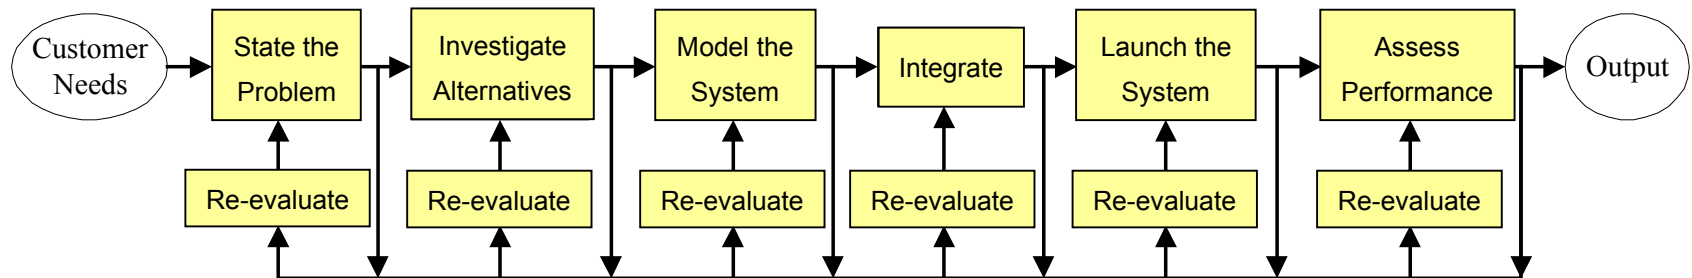 Customer
Needs
State the
Problem
Investigate
Alternatives
Model the
System
Integrate
Launch the
System
Assess
Performance
Output
Re-evaluate
Re-evaluate
Re-evaluate
Re-evaluate
Re-evaluate
Re-evaluate